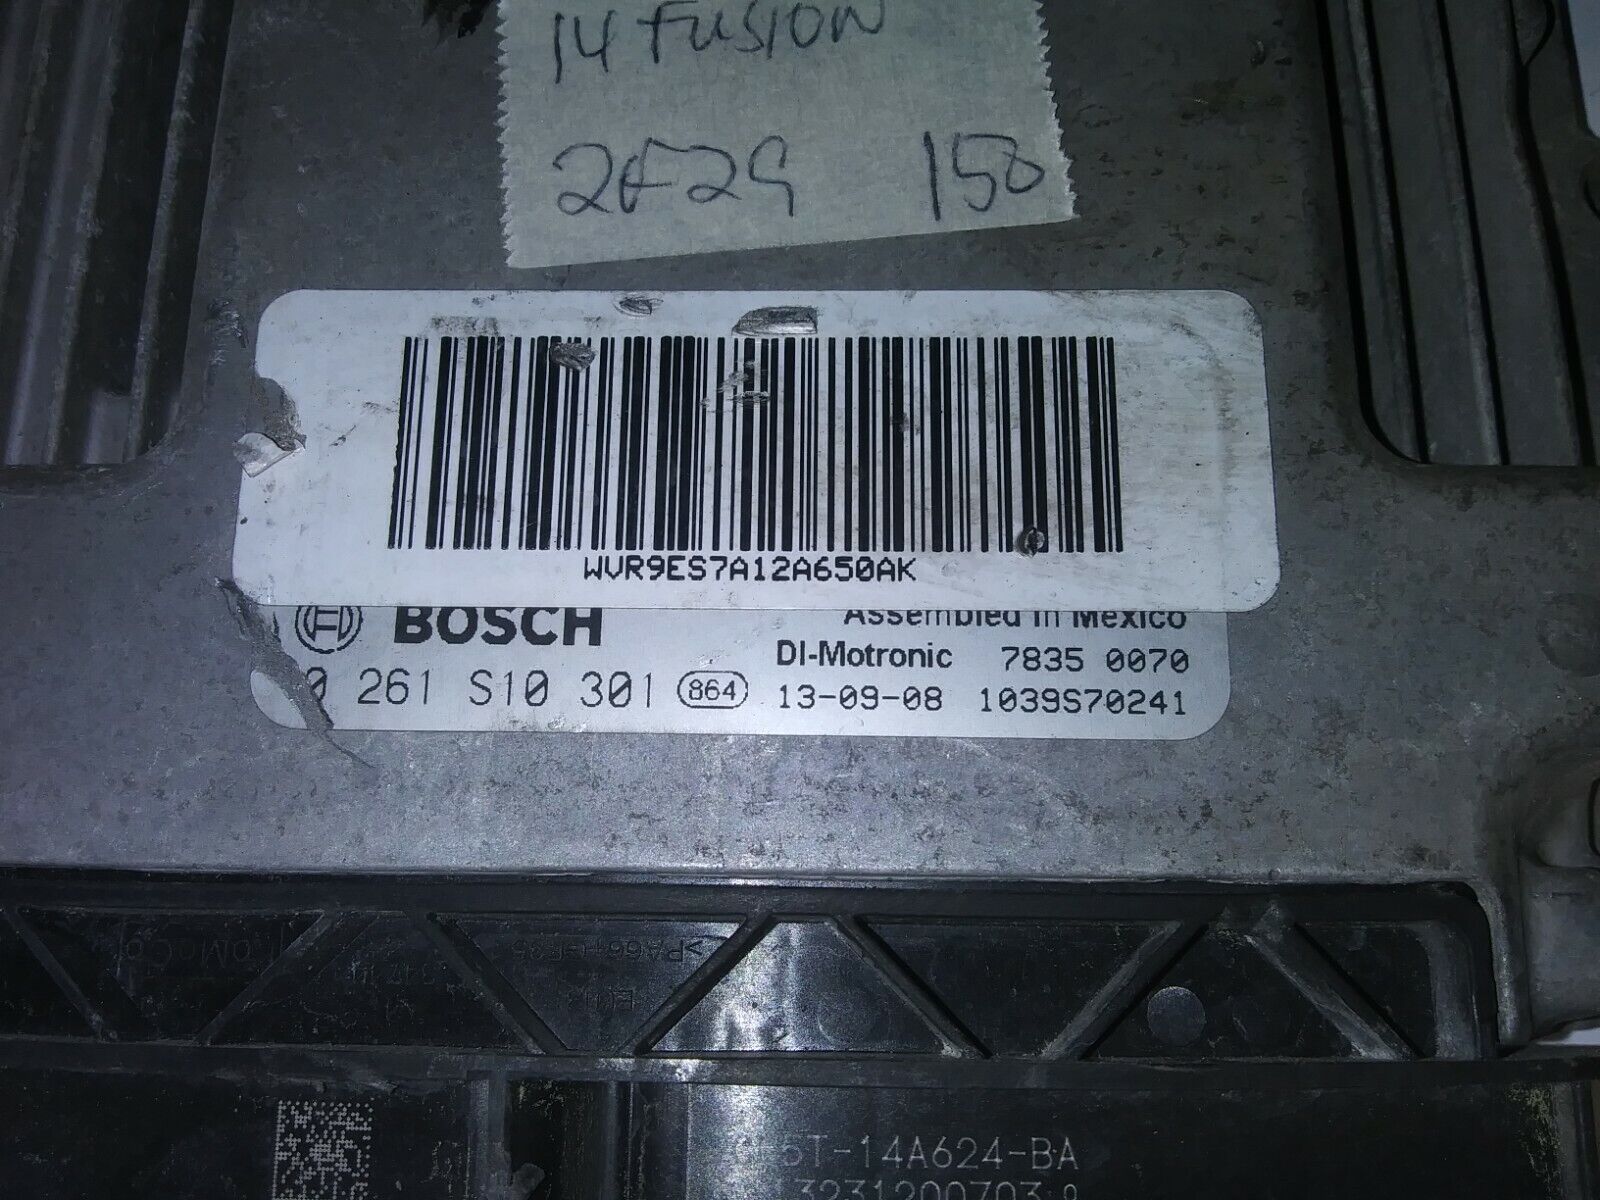 14 FUSION
2F29 150
WVR9ES7A12A650AK
BOSCH Assembled in Mexico
DI-Motronic 7835 0070
0 261 S10 301 864 13-09-08 1039S70241
5T-14A624-BA